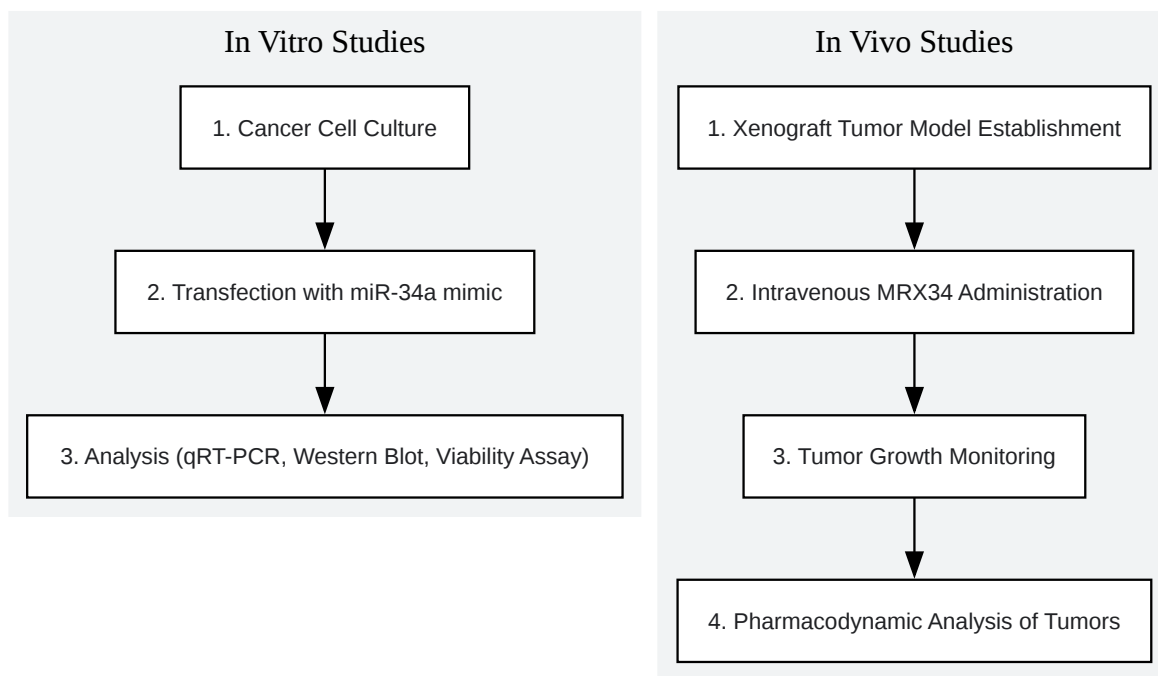 In Vitro Studies
1. Cancer Cell Culture
2. Transfection with miR-34a mimic
3. Analysis (qRT-PCR, Western Blot, Viability Assay)
In Vivo Studies
1. Xenograft Tumor Model Establishment
2. Intravenous MRX34 Administration
3. Tumor Growth Monitoring
4. Pharmacodynamic Analysis of Tumors